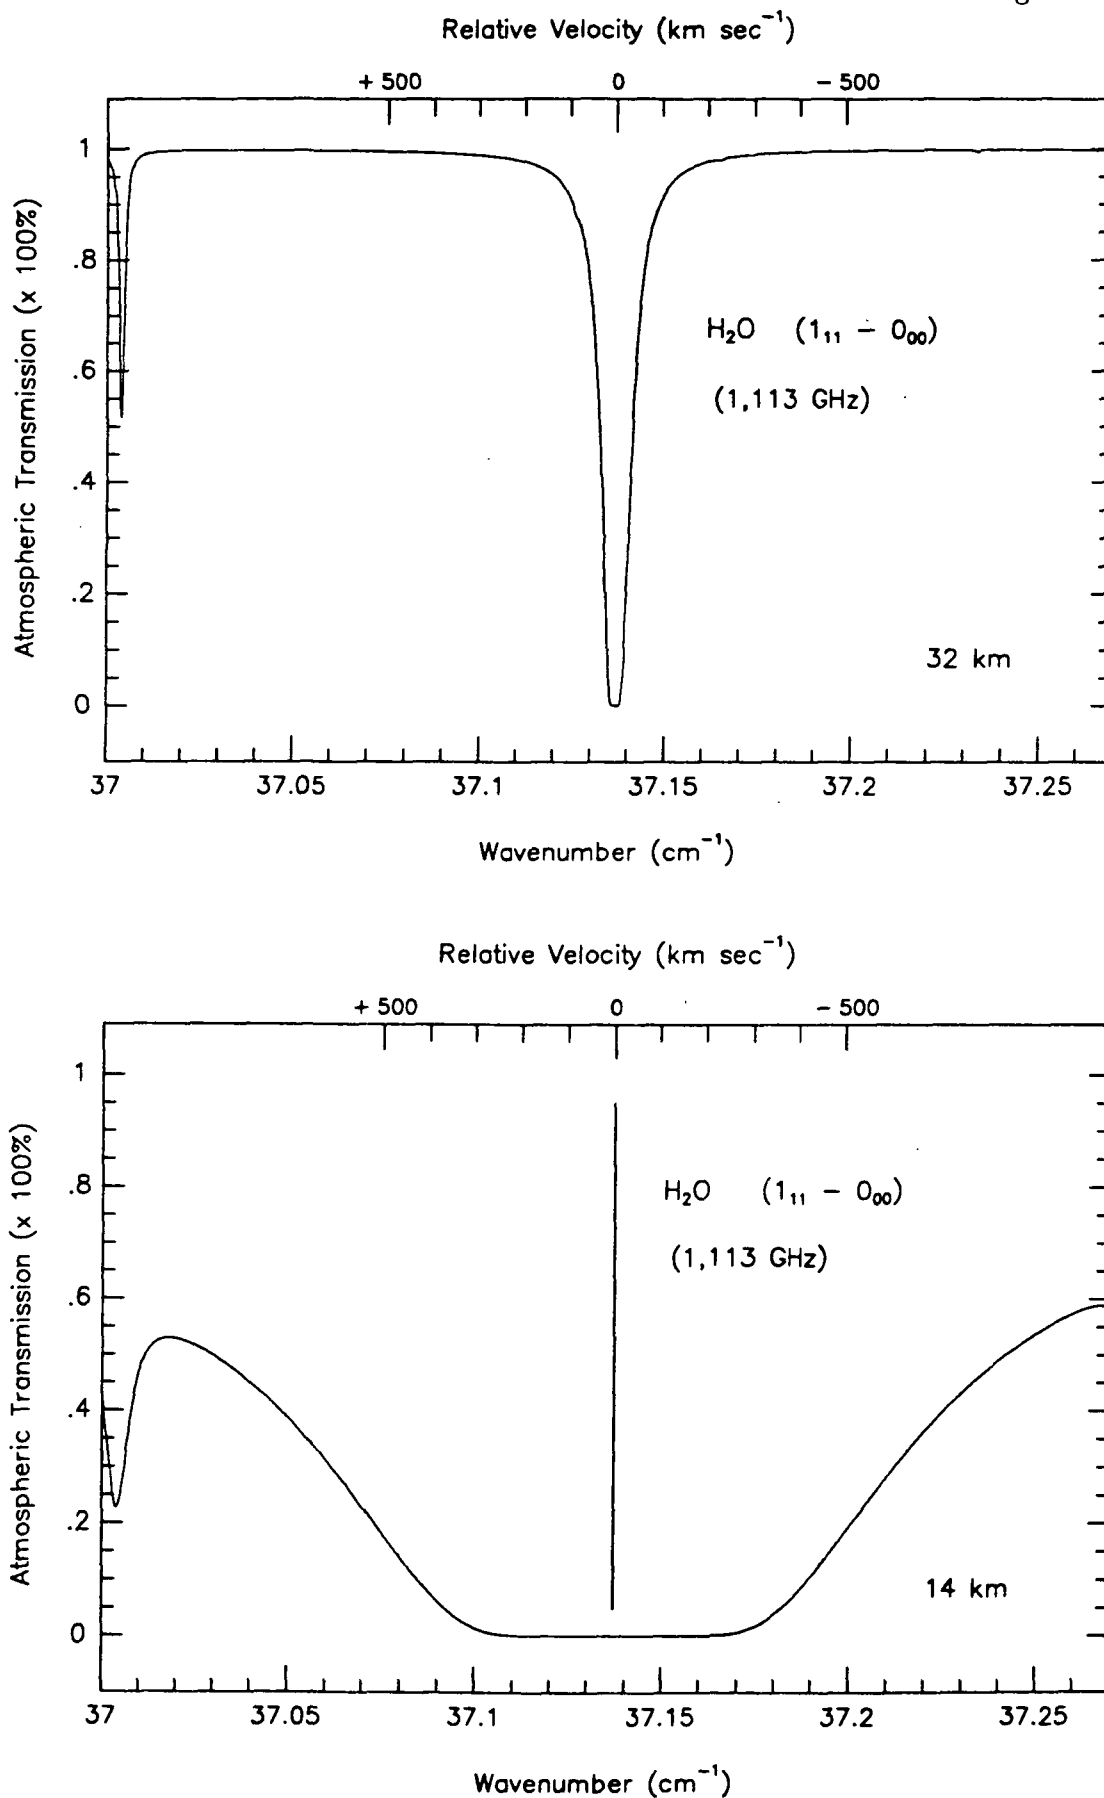 Relative Velocity (km sec⁻¹)
+ 500 0 - 500
1
.8
.6
.4
.2
0
Atmospheric Transmission (x 100%)
H₂O (1₁₁ - 0₀₀)
(1,113 GHz)
32 km
37 37.05 37.1 37.15 37.2 37.25
Wavenumber (cm⁻¹)
Relative Velocity (km sec⁻¹)
+ 500 0 - 500
1
.8
.6
.4
.2
0
Atmospheric Transmission (x 100%)
H₂O (1₁₁ - 0₀₀)
(1,113 GHz)
14 km
37 37.05 37.1 37.15 37.2 37.25
Wavenumber (cm⁻¹)